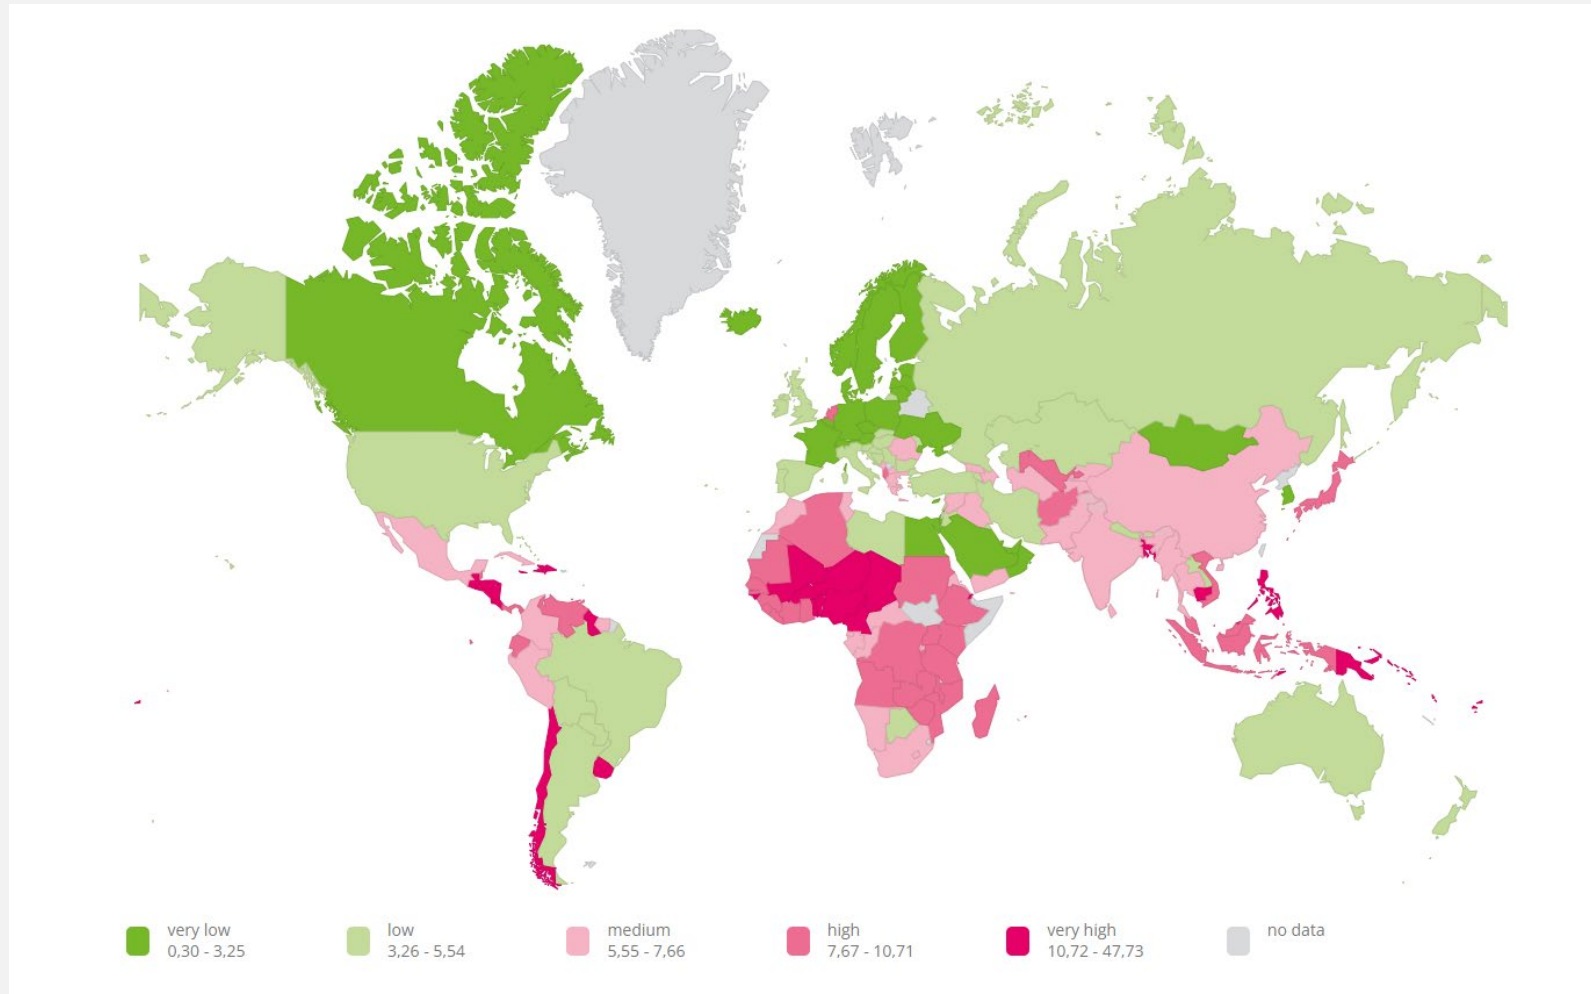 very low
0,30 - 3,25
low
3,26 - 5,54
medium
5,55 - 7,66
high
7,67 - 10,71
very high
10,72 - 47,73
no data